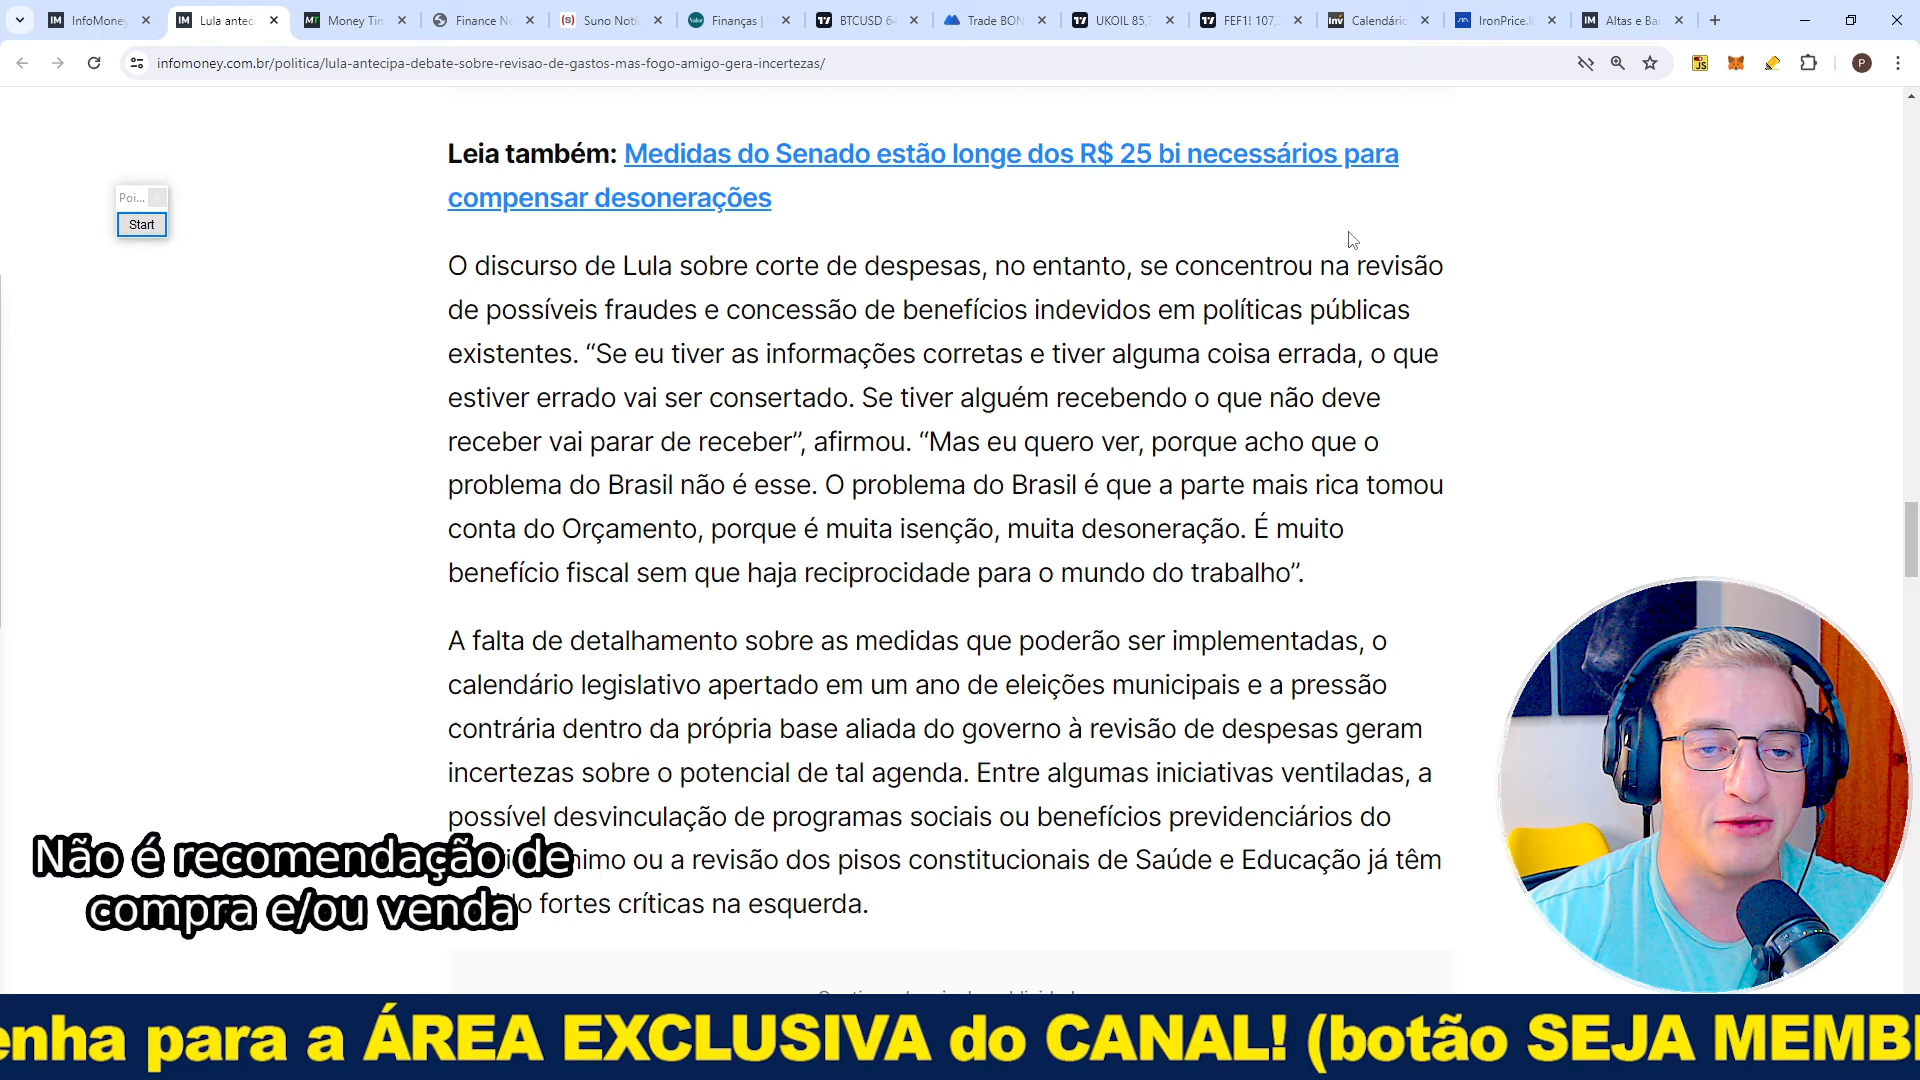 InfoMoney
Lula antec
Money Tim
Finance Ne
Suno Notí
Finanças |
BTCUSD 6
Trade BON
UKOIL 85,
FEF1! 107,
Calendário
IronPrice.
Altas e Bai
infomoney.com.br/politica/lula-antecipa-debate-sobre-revisao-de-gastos-mas-fogo-amigo-gera-incertezas/
Poi...
Start
Leia também: Medidas do Senado estão longe dos R$ 25 bi necessários para
compensar desonerações
O discurso de Lula sobre corte de despesas, no entanto, se concentrou na revisão
de possíveis fraudes e concessão de benefícios indevidos em políticas públicas
existentes. “Se eu tiver as informações corretas e tiver alguma coisa errada, o que
estiver errado vai ser consertado. Se tiver alguém recebendo o que não deve
receber vai parar de receber”, afirmou. “Mas eu quero ver, porque acho que o
problema do Brasil não é esse. O problema do Brasil é que a parte mais rica tomou
conta do Orçamento, porque é muita isenção, muita desoneração. É muito
benefício fiscal sem que haja reciprocidade para o mundo do trabalho”.
A falta de detalhamento sobre as medidas que poderão ser implementadas, o
calendário legislativo apertado em um ano de eleições municipais e a pressão
contrária dentro da própria base aliada do governo à revisão de despesas geram
incertezas sobre o potencial de tal agenda. Entre algumas iniciativas ventiladas, a
possível desvinculação de programas sociais ou benefícios previdenciários do
nimo ou a revisão dos pisos constitucionais de Saúde e Educação já têm
o fortes críticas na esquerda.
Não é recomendação de
compra e/ou venda
enha para a ÁREA EXCLUSIVA do CANAL! (botão SEJA MEMB